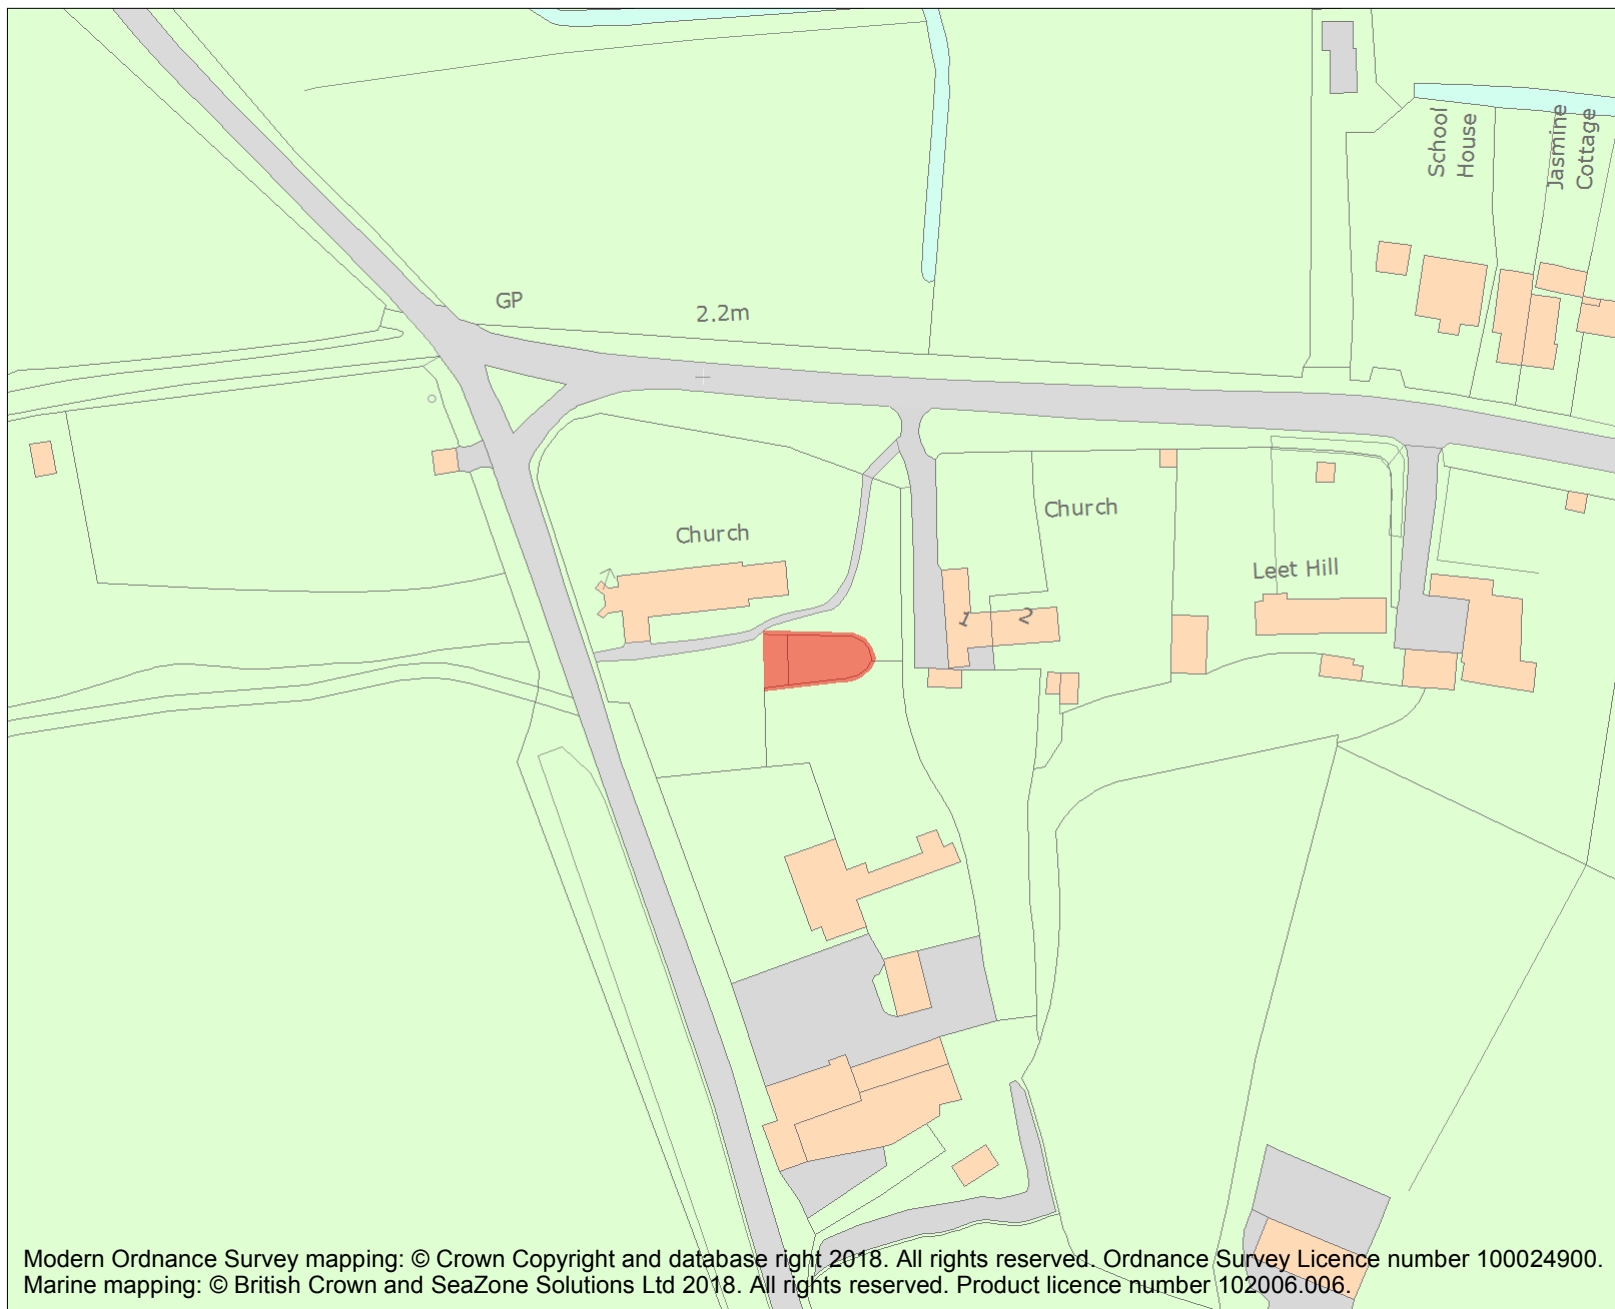 School
House
Jasmine
Cottage
GP
2.2m
Church
Church
Leet Hill
1
2
Modern Ordnance Survey mapping: © Crown Copyright and database right 2018. All rights reserved. Ordnance Survey Licence number 100024900.
Marine mapping: © British Crown and SeaZone Solutions Ltd 2018. All rights reserved. Product licence number 102006.006.